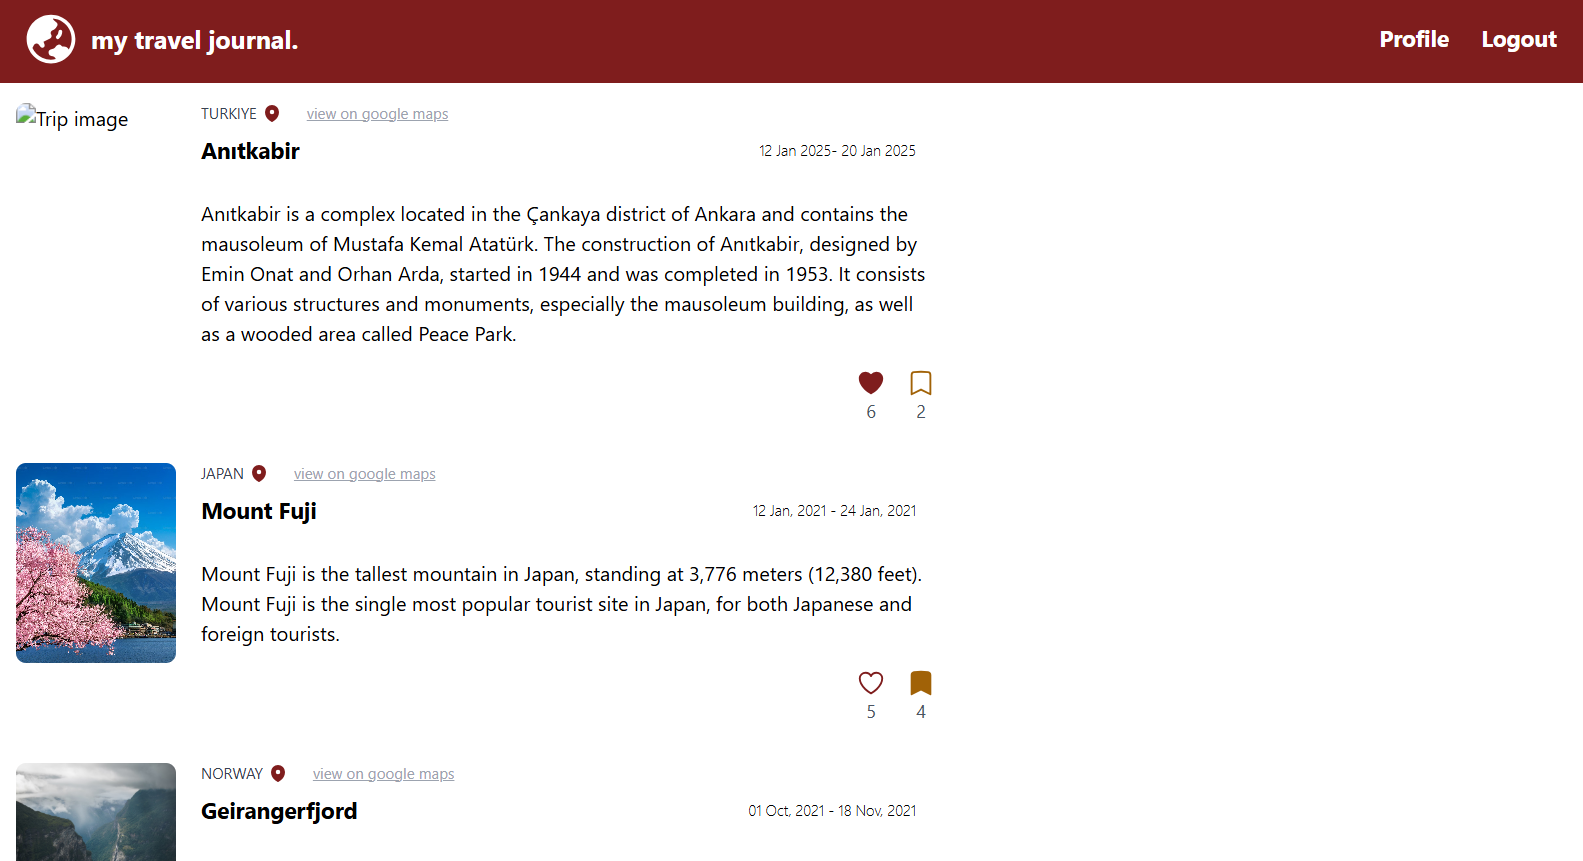 my travel journal.
Profile Logout
Trip image
TURKIYE view on google maps
Anıtkabir
12 Jan 2025- 20 Jan 2025
Anıtkabir is a complex located in the Çankaya district of Ankara and contains the
mausoleum of Mustafa Kemal Atatürk. The construction of Anıtkabir, designed by
Emin Onat and Orhan Arda, started in 1944 and was completed in 1953. It consists
of various structures and monuments, especially the mausoleum building, as well
as a wooded area called Peace Park.
6 2
JAPAN view on google maps
Mount Fuji
12 Jan, 2021 - 24 Jan, 2021
Mount Fuji is the tallest mountain in Japan, standing at 3,776 meters (12,380 feet).
Mount Fuji is the single most popular tourist site in Japan, for both Japanese and
foreign tourists.
5 4
NORWAY view on google maps
Geirangerfjord
01 Oct, 2021 - 18 Nov, 2021